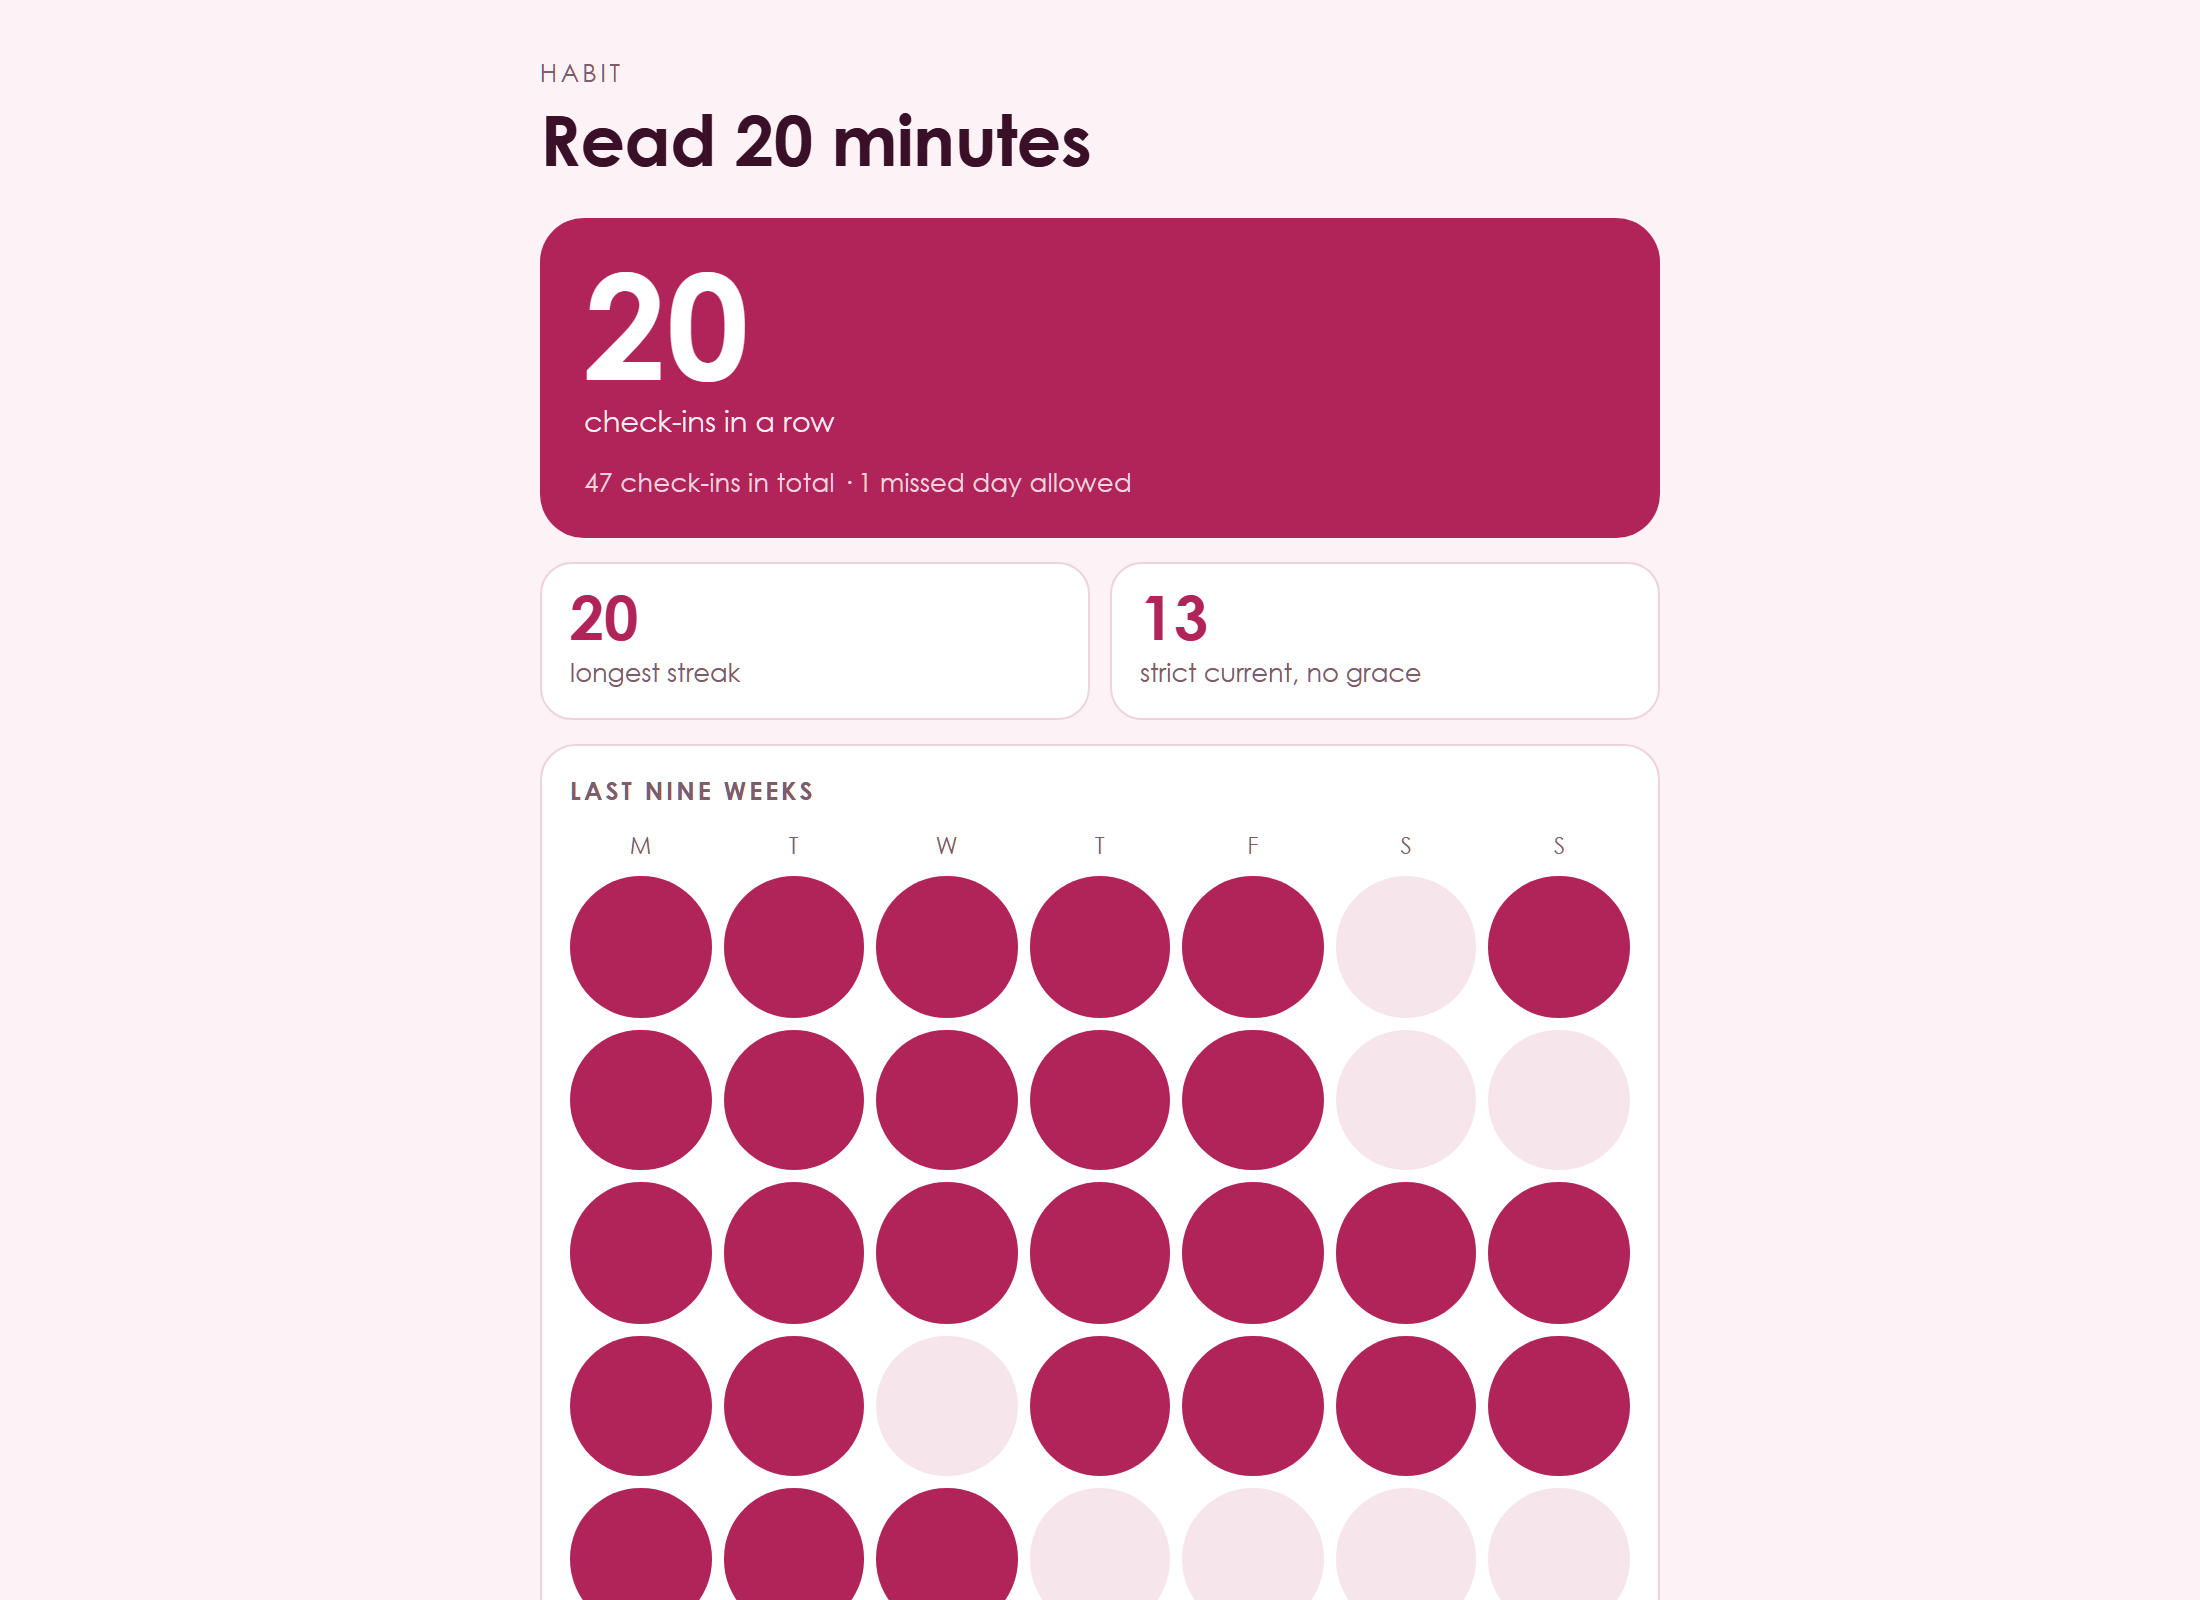 HABIT
Read 20 minutes
20
check-ins in a row
47 check-ins in total · 1 missed day allowed
20
longest streak
13
strict current, no grace
LAST NINE WEEKS
M T W T F S S